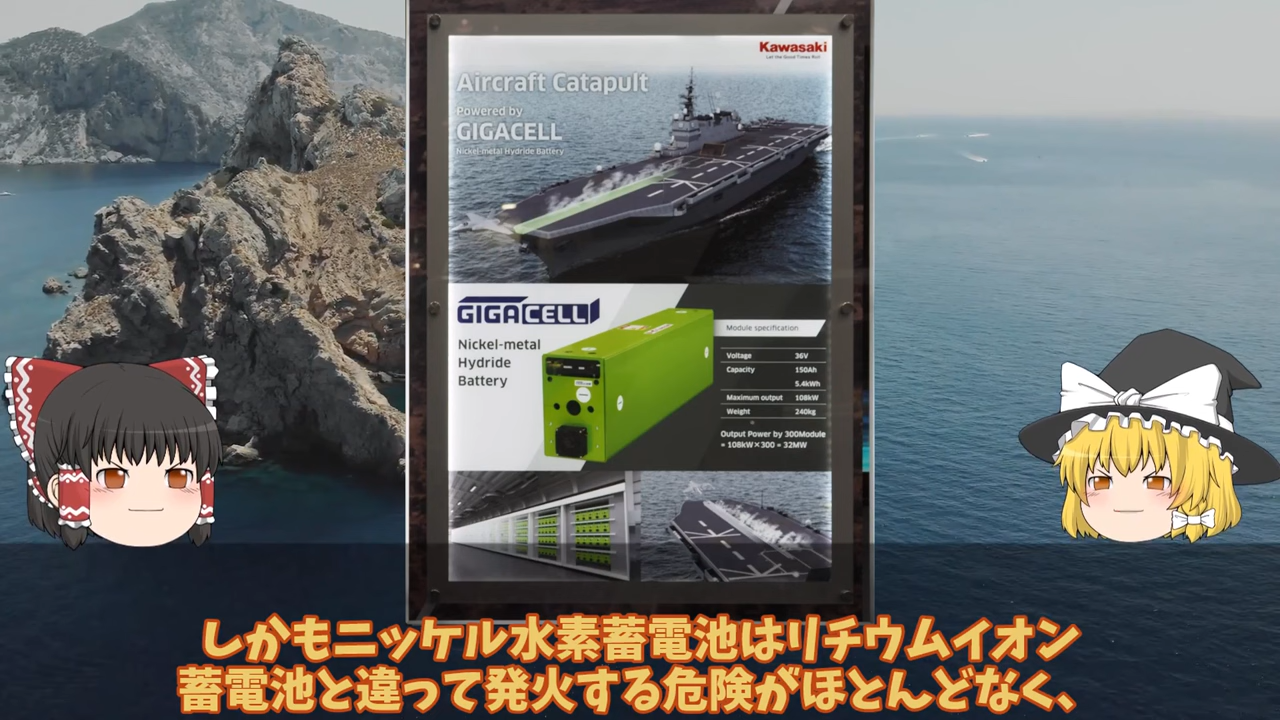 Kawasaki
Let the Good Times Roll
Aircraft Catapult
Powered by
GIGACELL
Nickel-metal Hydride Battery
GIGACELL
Nickel-metal
Hydride
Battery
Module specification
Voltage 36V
Capacity 150Ah
5.4kWh
Maximum output 108kW
Weight 240kg
Output Power by 300Module
= 108kW×300 = 32MW
しかもニッケル水素蓄電池はリチウムイオン
蓄電池と違って発火する危険がほとんどなく、